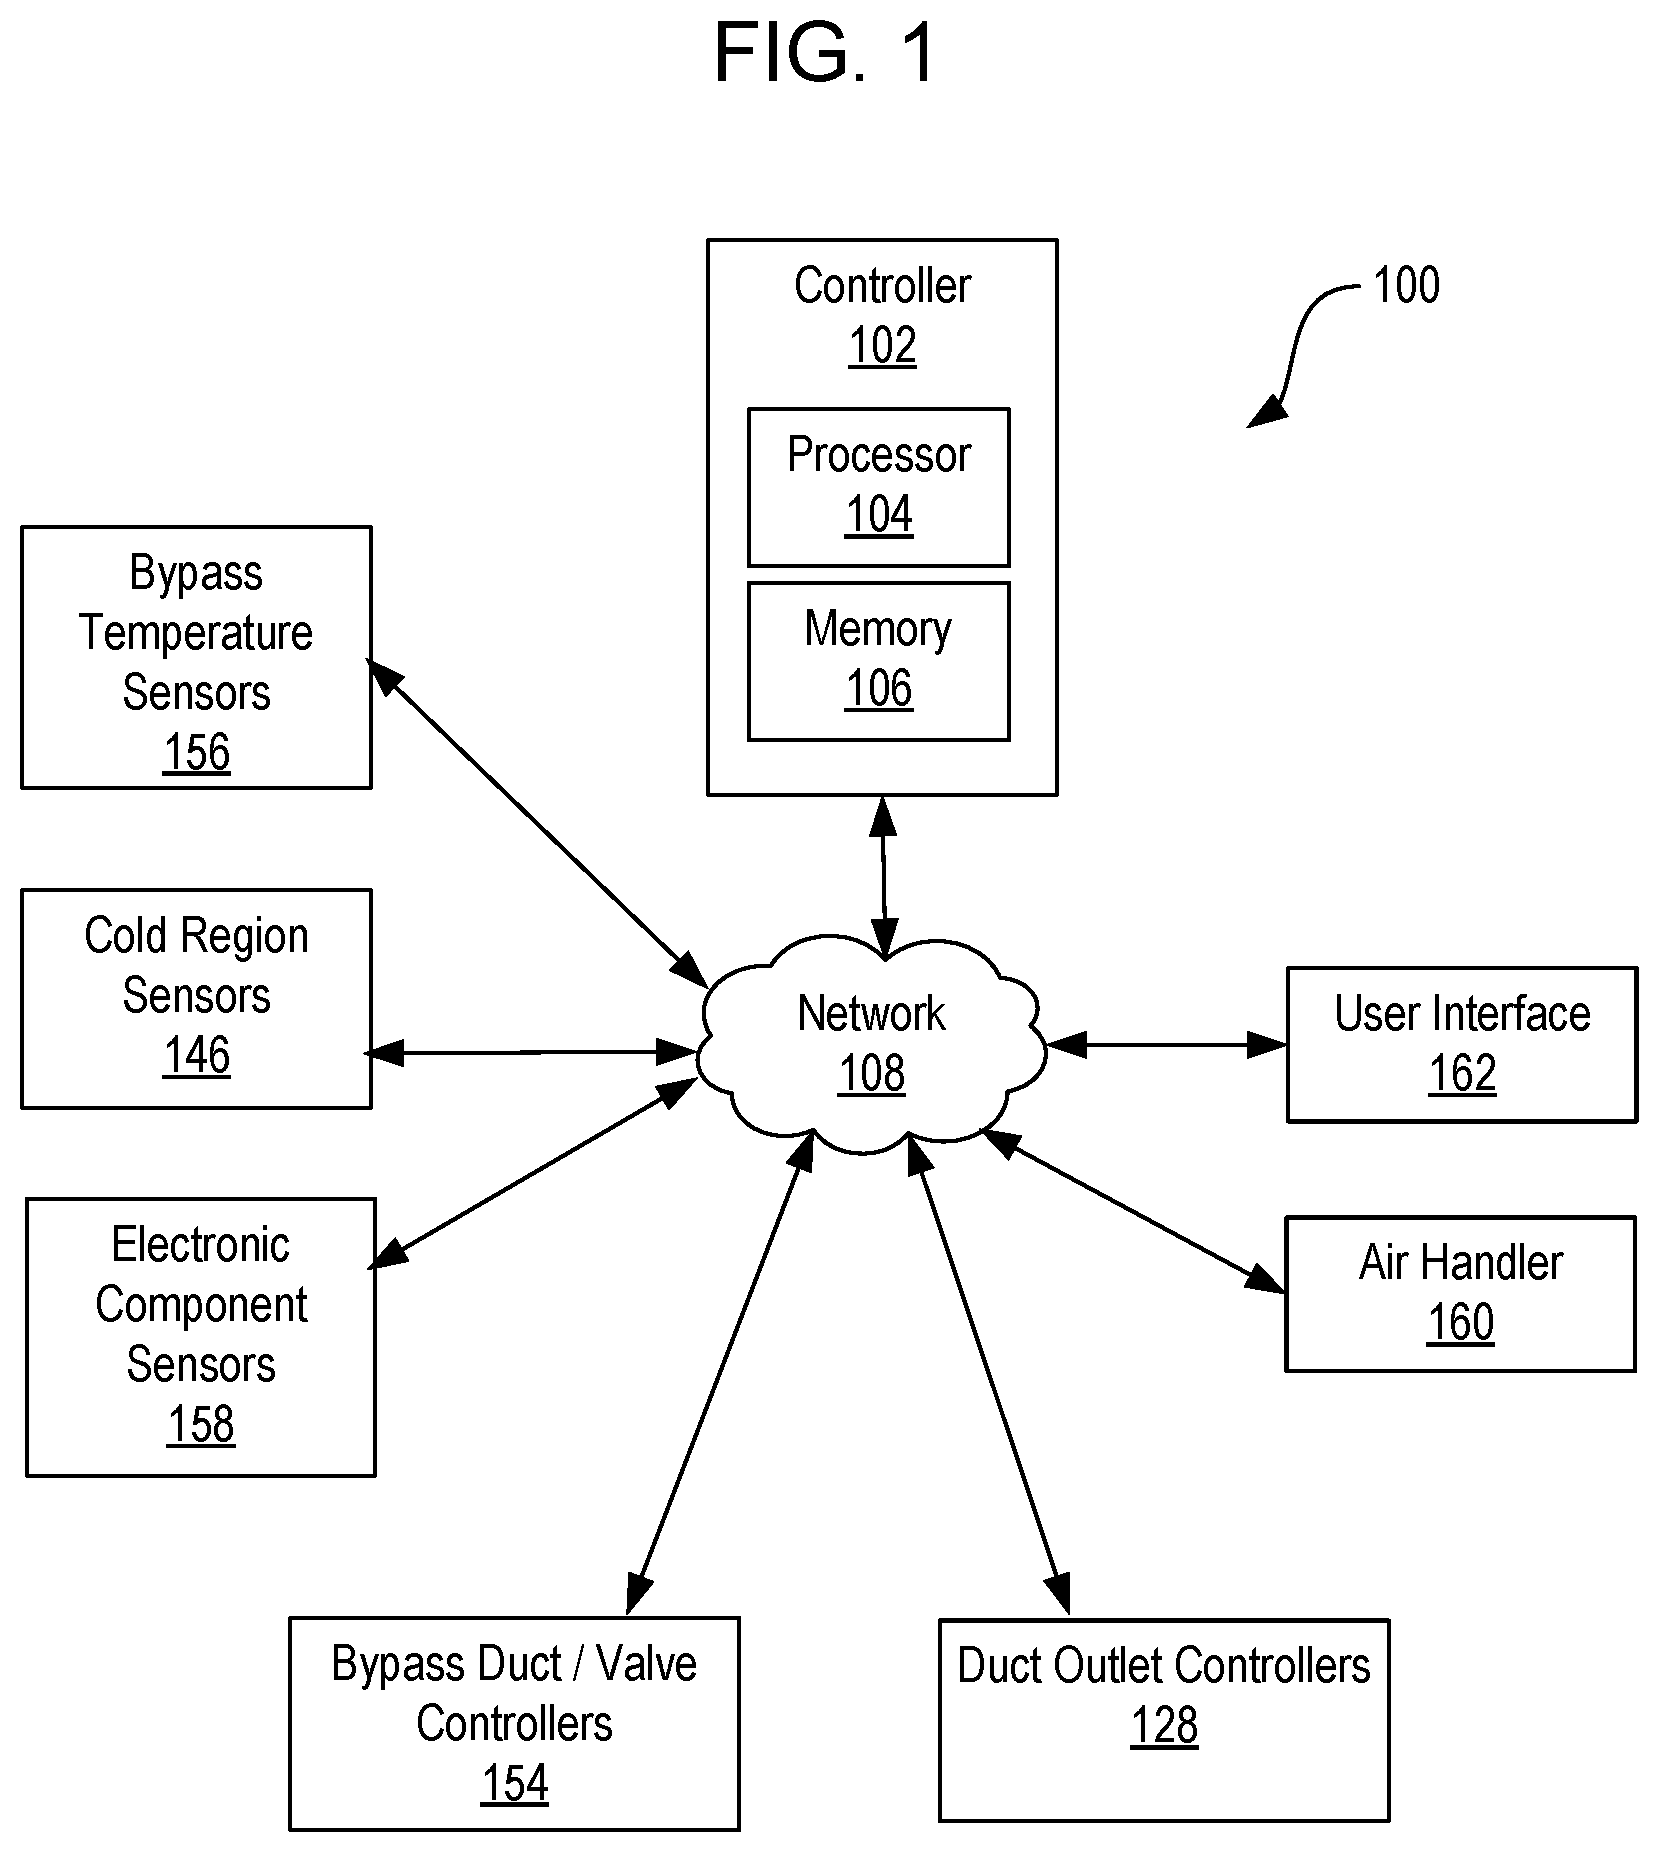 FIG. 1
100
Controller
102
Processor
104
Memory
106
Bypass
Temperature
Sensors
156
Cold Region
Sensors
146
Electronic
Component
Sensors
158
Network
108
User Interface
162
Air Handler
160
Bypass Duct / Valve
Controllers
154
Duct Outlet Controllers
128